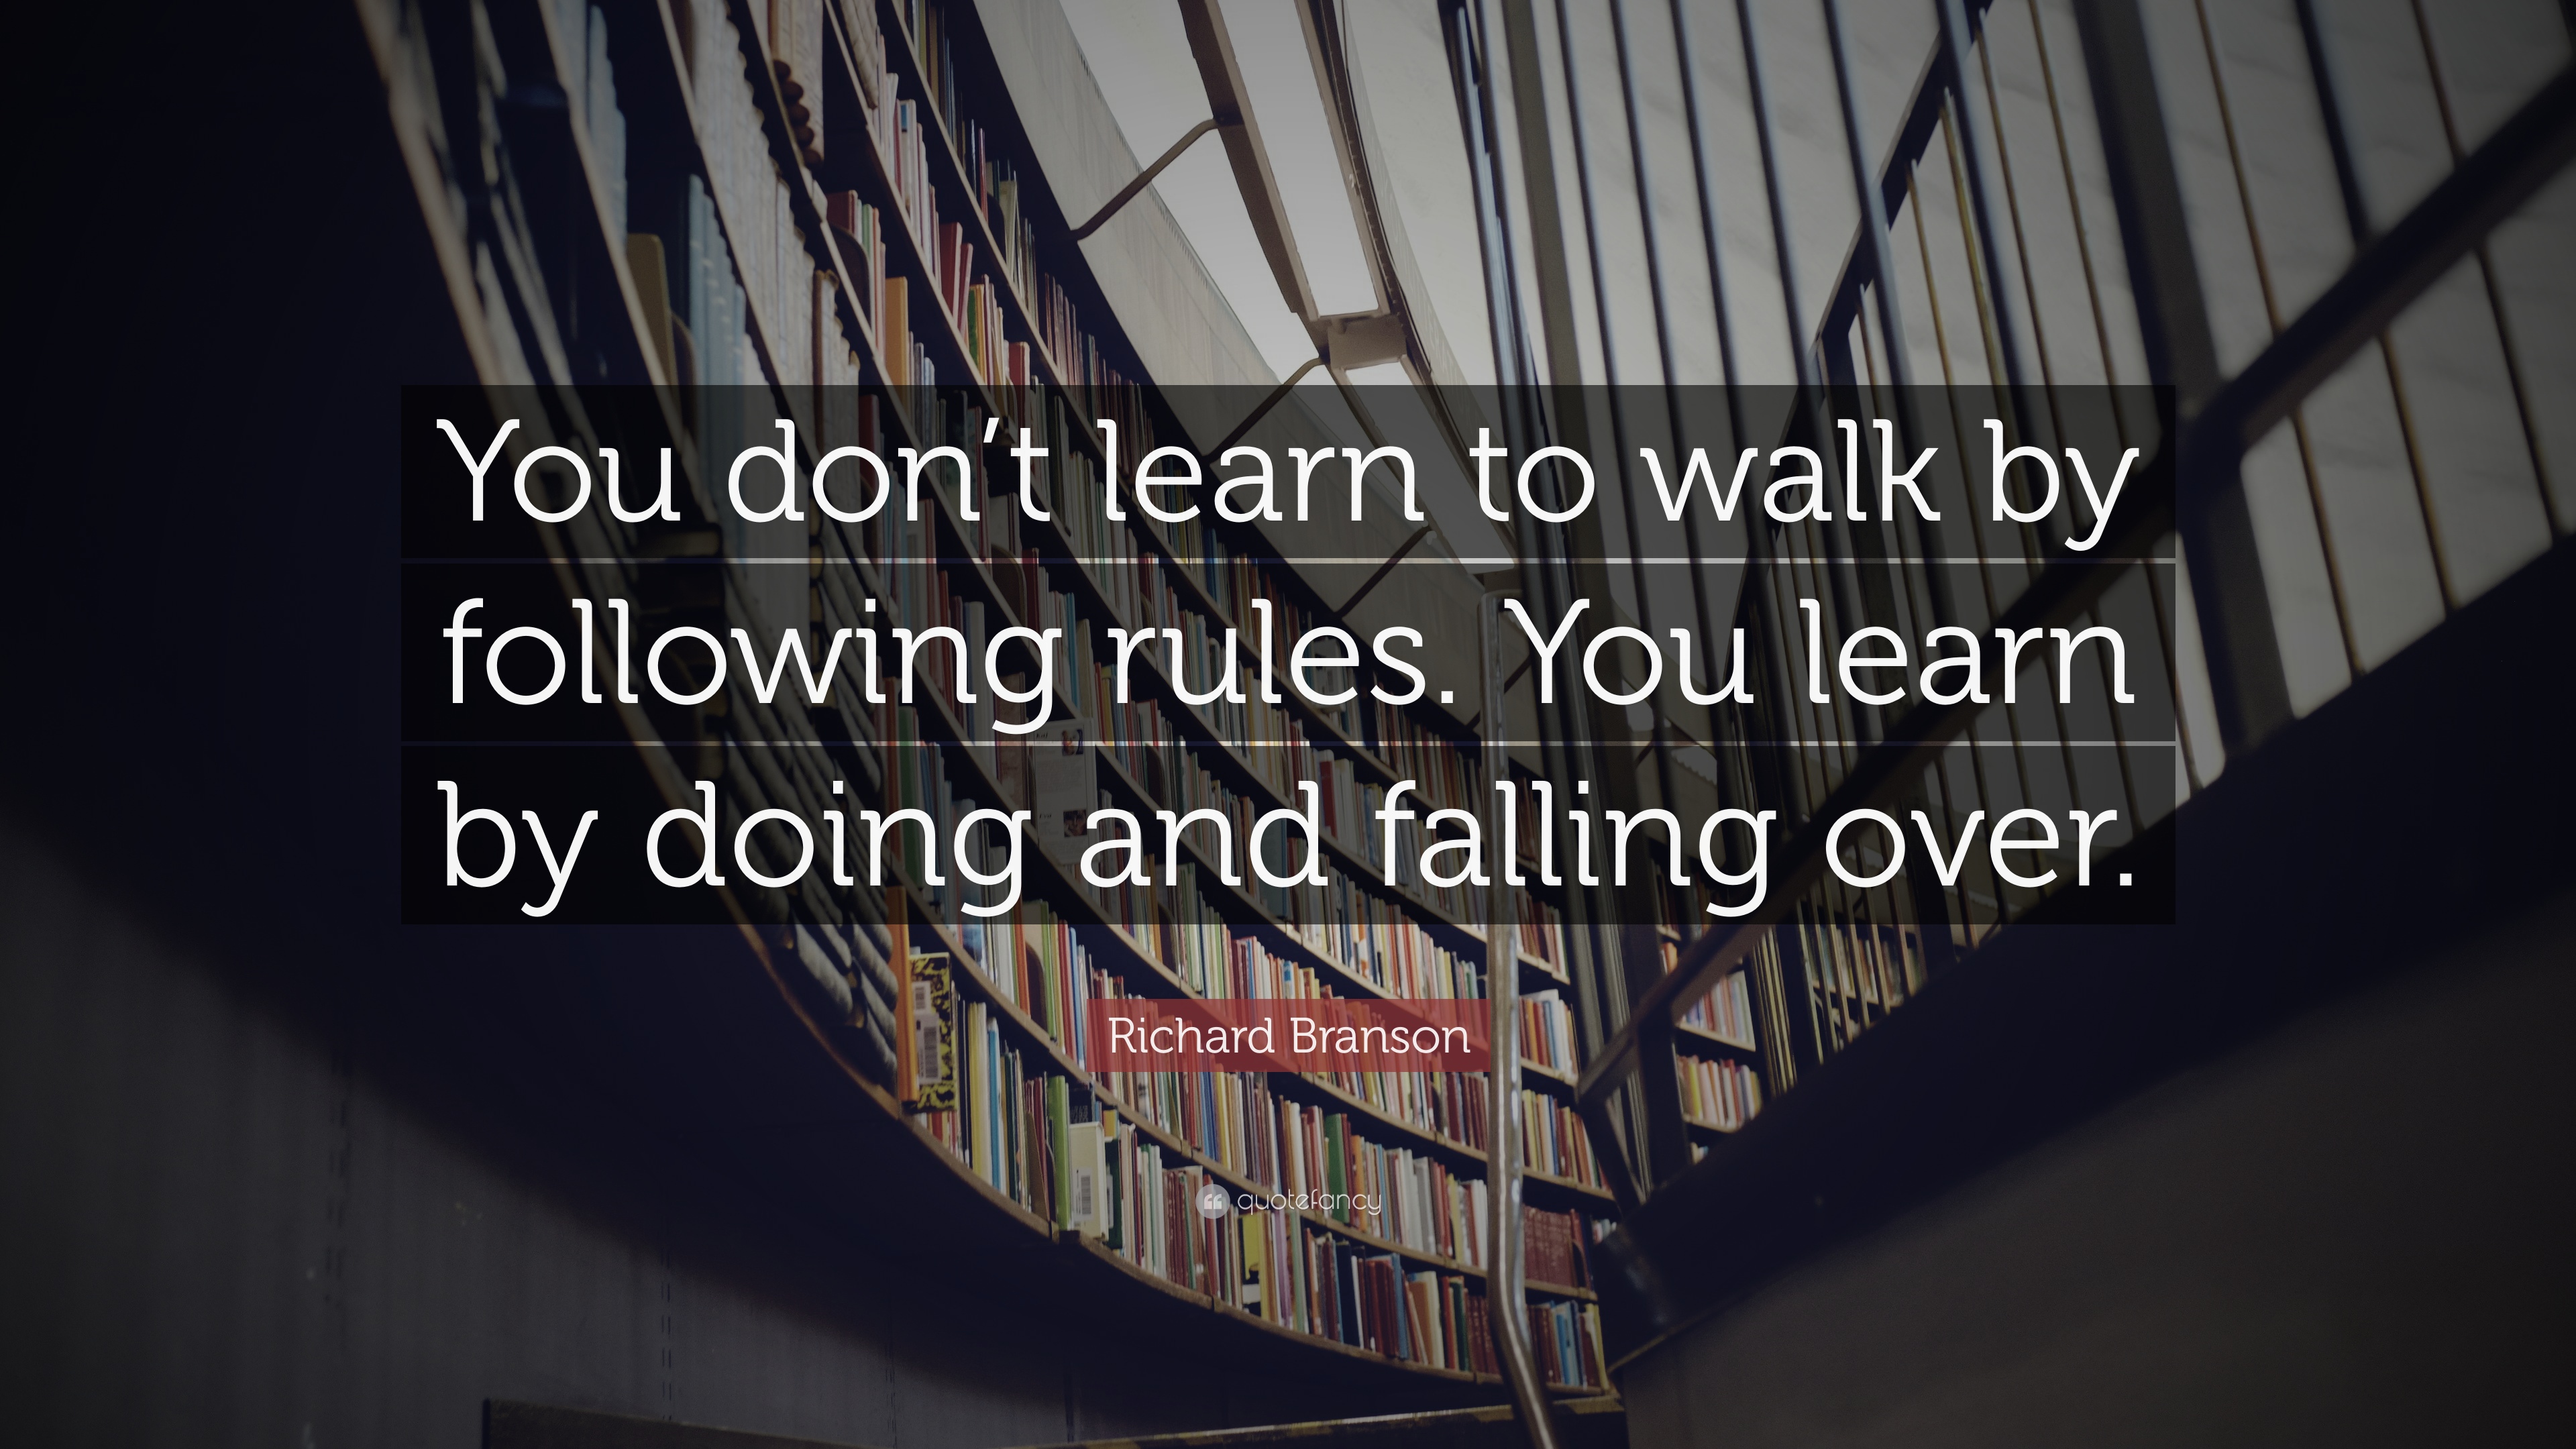 You don’t learn to walk by
following rules. You learn
by doing and falling over.
Richard Branson
quotefancy